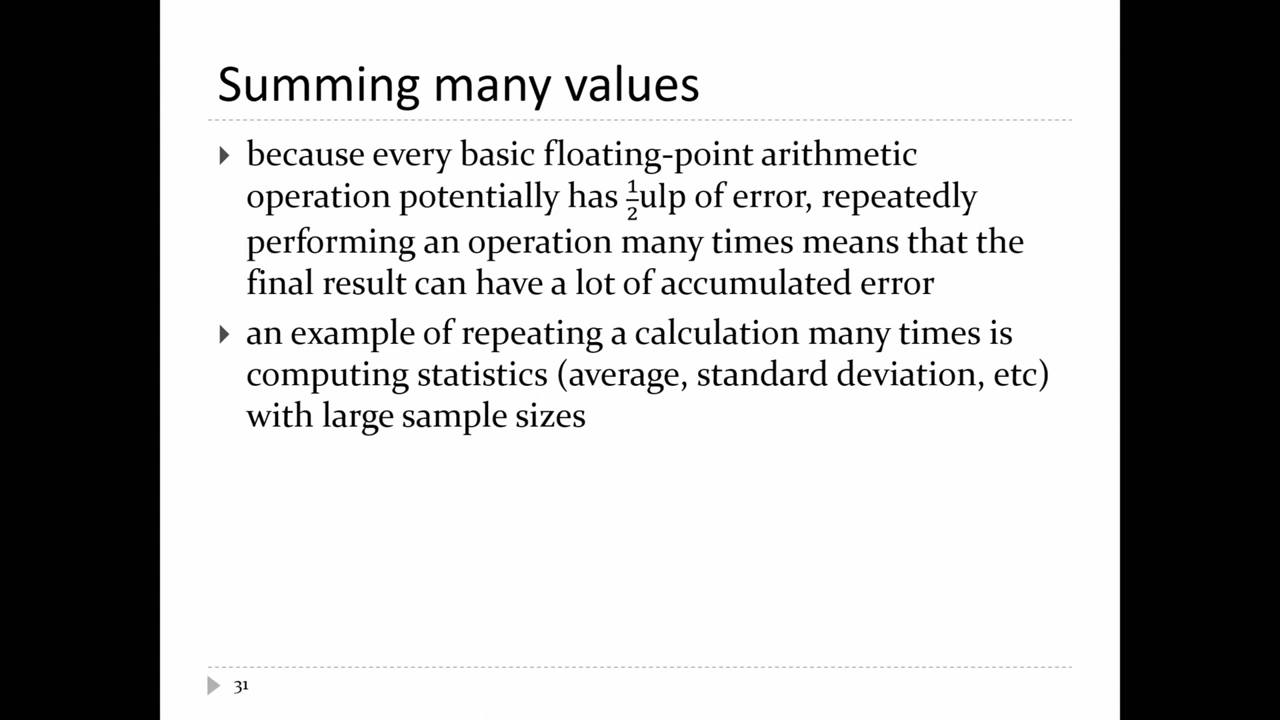 Summing many values
because every basic floating-point arithmetic
operation potentially has ½ulp of error, repeatedly
performing an operation many times means that the
final result can have a lot of accumulated error
an example of repeating a calculation many times is
computing statistics (average, standard deviation, etc)
with large sample sizes
31